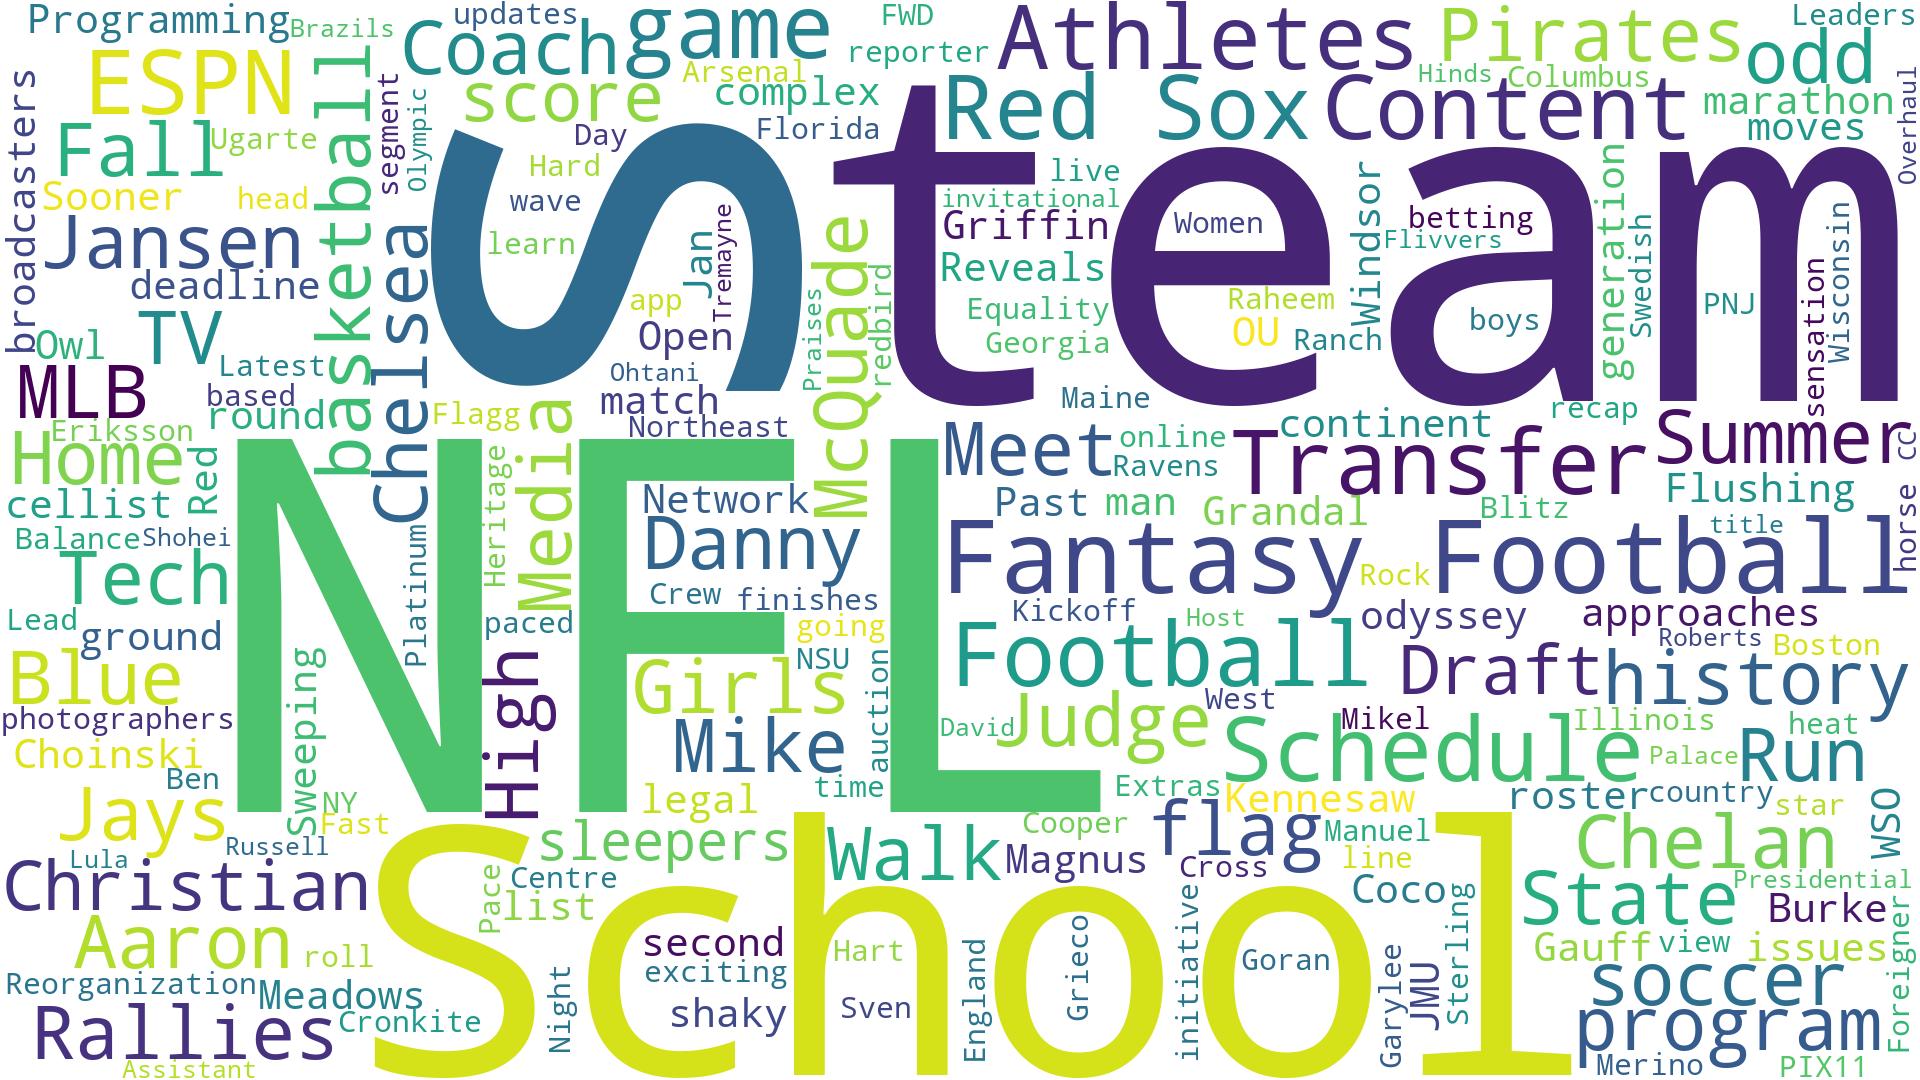 Programming
Brazils
updates
Coach
game
FWD
reporter
Athletes
Pirates
Leaders
odd
ESPN
score
Arsenal
complex
Red Sox
Content
Hinds
Columbus
marathon
moves
Overhaul
broadcasters
Fall
Ugarte
basketball
segment
Olympic
Day
Hard
Florida
Sooner
head
wave
learn
S
team
live
invitational
Griffin
Women
Windsor
betting
Flivvers
generation
Swedish
Wisconsin
Jansen
deadline
Chelsea
app
Jan
Tremayne
McQuade
redbird
Praises
Reveals
Equality
Georgia
Raheem
OU
Ranch
boys
PNJ
sensation
Owl
TV
Latest
Open
Ohtani
MLB
based
round
Flagg
match
Northeast
Maine
recap
Home
Eriksson
Red
Media
Meet
online
Ravens
Transfer
continent
Summer
cc
cellist
Heritage
Network
Past
man
Grandal
Blitz
Flushing
title
horse
Balance
Shohei
Platinum
NFL
Danny
Fantasy
Football
Tech
Crew
finishes
Kickoff
Rock
odyssey
approaches
Host
Lead
ground
paced
going
Football
Roberts
Boston
Blue
Sweeping
High
Girls
NSU
auction
West
Draft
history
photographers
Mike
David
Judge
Mikel
Illinois
heat
Choinski
Ben
time
Extras
Schedule
Palace
Run
Jays
NY
Fast
legal
Kennesaw
roster
country
star
WSO
Russell
Lula
sleepers
Walk
Cooper
flag
Manuel
Chelan
Christian
Pace
Centre
list
School
Magnus
Cross
line
Coco
State
Presidential
Burke
Aaron
roll
second
Hart
Sterling
Gauff
view
issues
Foreigner
Reorganization
Meadows
Night
exciting
England
Grieco
initiative
Goran
Garylee
JMU
soccer
Rallies
Cronkite
shaky
Sven
program
Assistant
Merino
PIX11